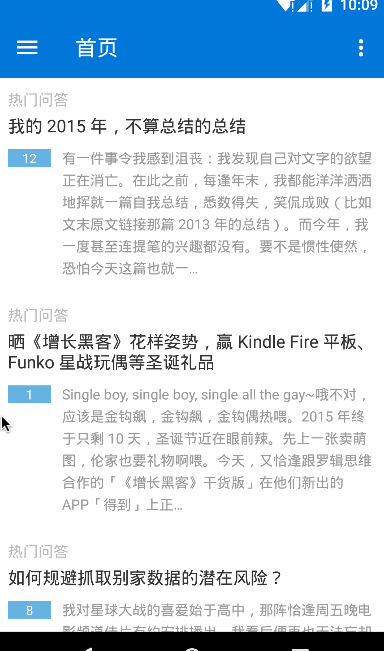 10:09
首页
热门问答
我的 2015 年，不算总结的总结
12
有一件事令我感到沮丧：我发现自己对文字的欲望
正在消亡。在此之前，每逢年末，我都能洋洋洒洒
地挥就一篇自我总结，悉数得失，笑侃成败（比如
文末原文链接那篇 2013 年的总结）。而今年，我
一度甚至连提笔的兴趣都没有。要不是惯性使然，
恐怕今天这篇也就一...
热门问答
晒《增长黑客》花样姿势，赢 Kindle Fire 平板、
Funko 星战玩偶等圣诞礼品
1
Single boy, single boy, single all the gay~哦不对，
应该是金钩飙，金钩飙，金钩偶热喂。2015 年终
于只剩 10 天，圣诞节近在眼前辣。先上一张卖萌
图，伦家也要礼物啊喂。今天，又恰逢跟罗辑思维
合作的「《增长黑客》干货版」在他们新出的
APP「得到」上正...
热门问答
如何规避抓取别家数据的潜在风险？
8
我对星球大战的喜爱始于高中，那阵恰逢周五晚电